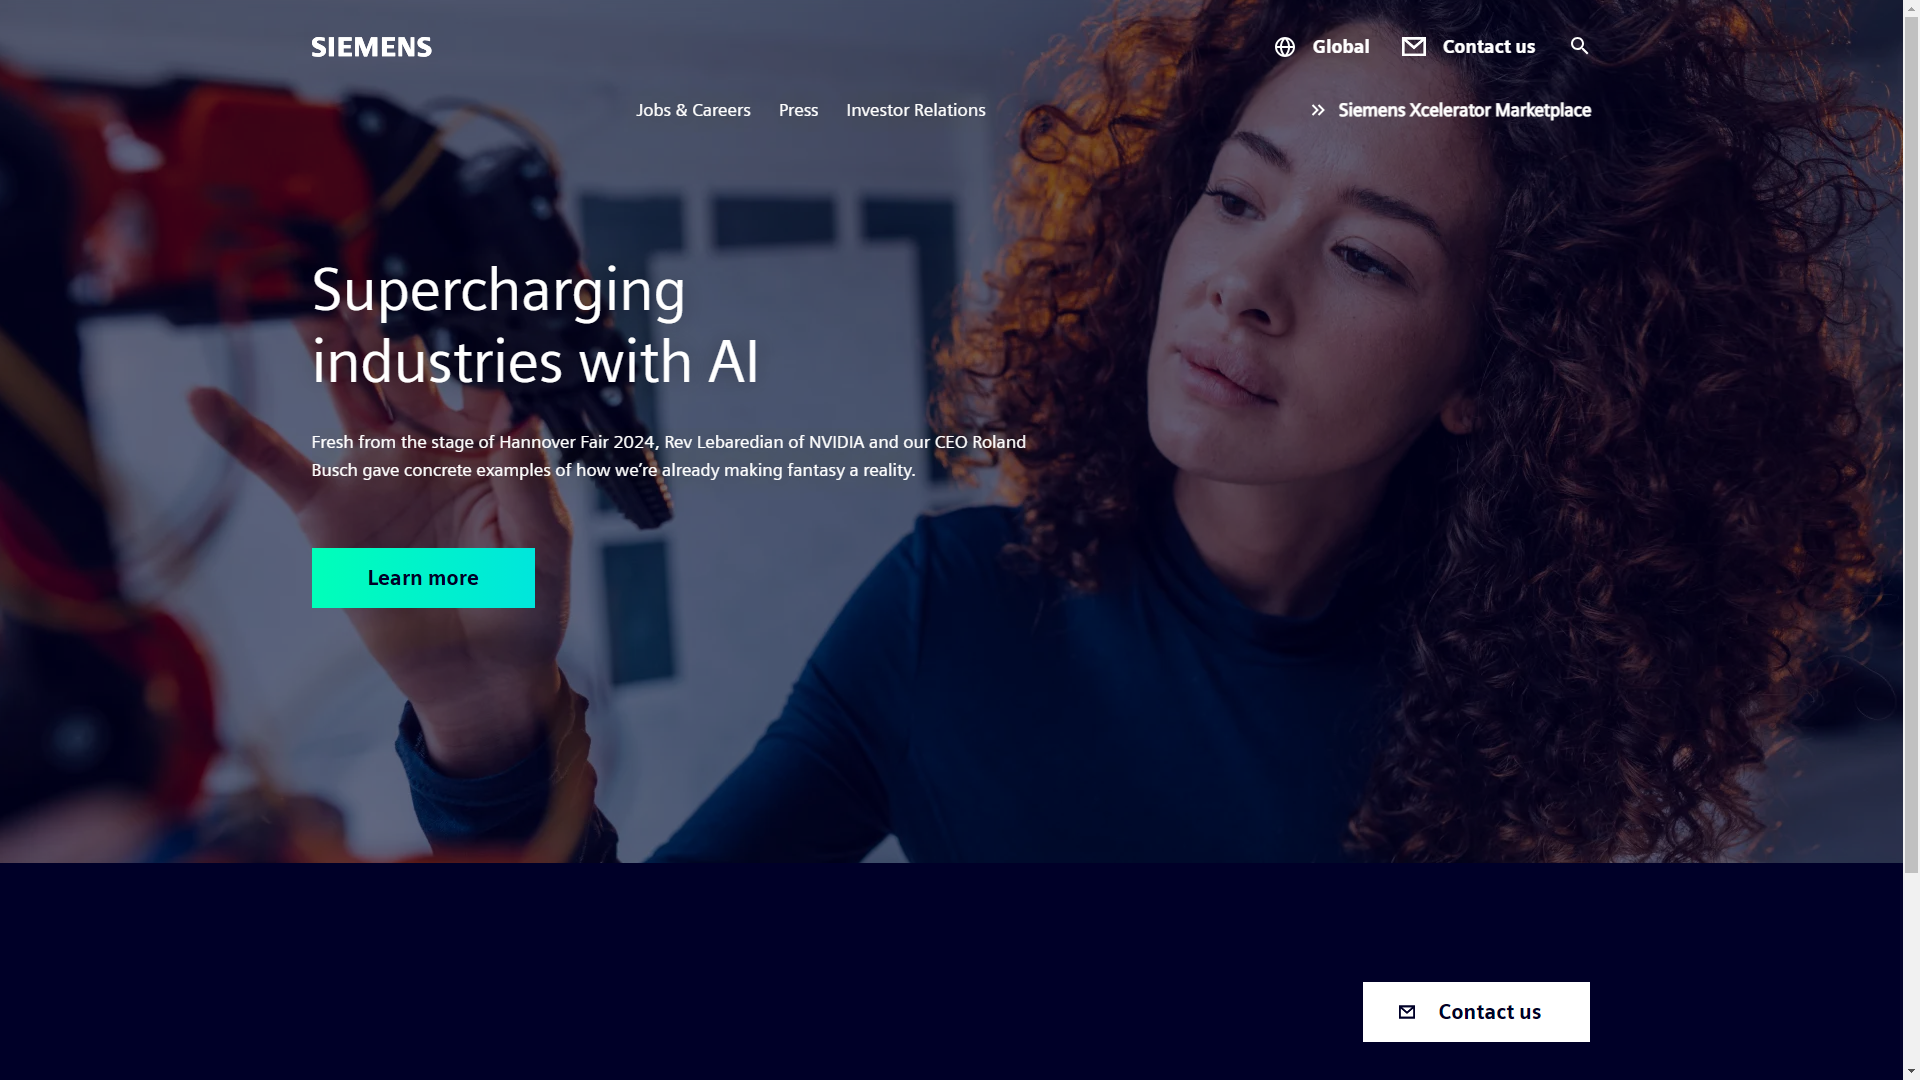 SIEMENS
Global
Contact us
Jobs & Careers
Press
Investor Relations
Siemens Xcelerator Marketplace
Supercharging
industries with AI
Fresh from the stage of Hannover Fair 2024, Rev Lebaredian of NVIDIA and our CEO Roland
Busch gave concrete examples of how we’re already making fantasy a reality.
Learn more
Contact us